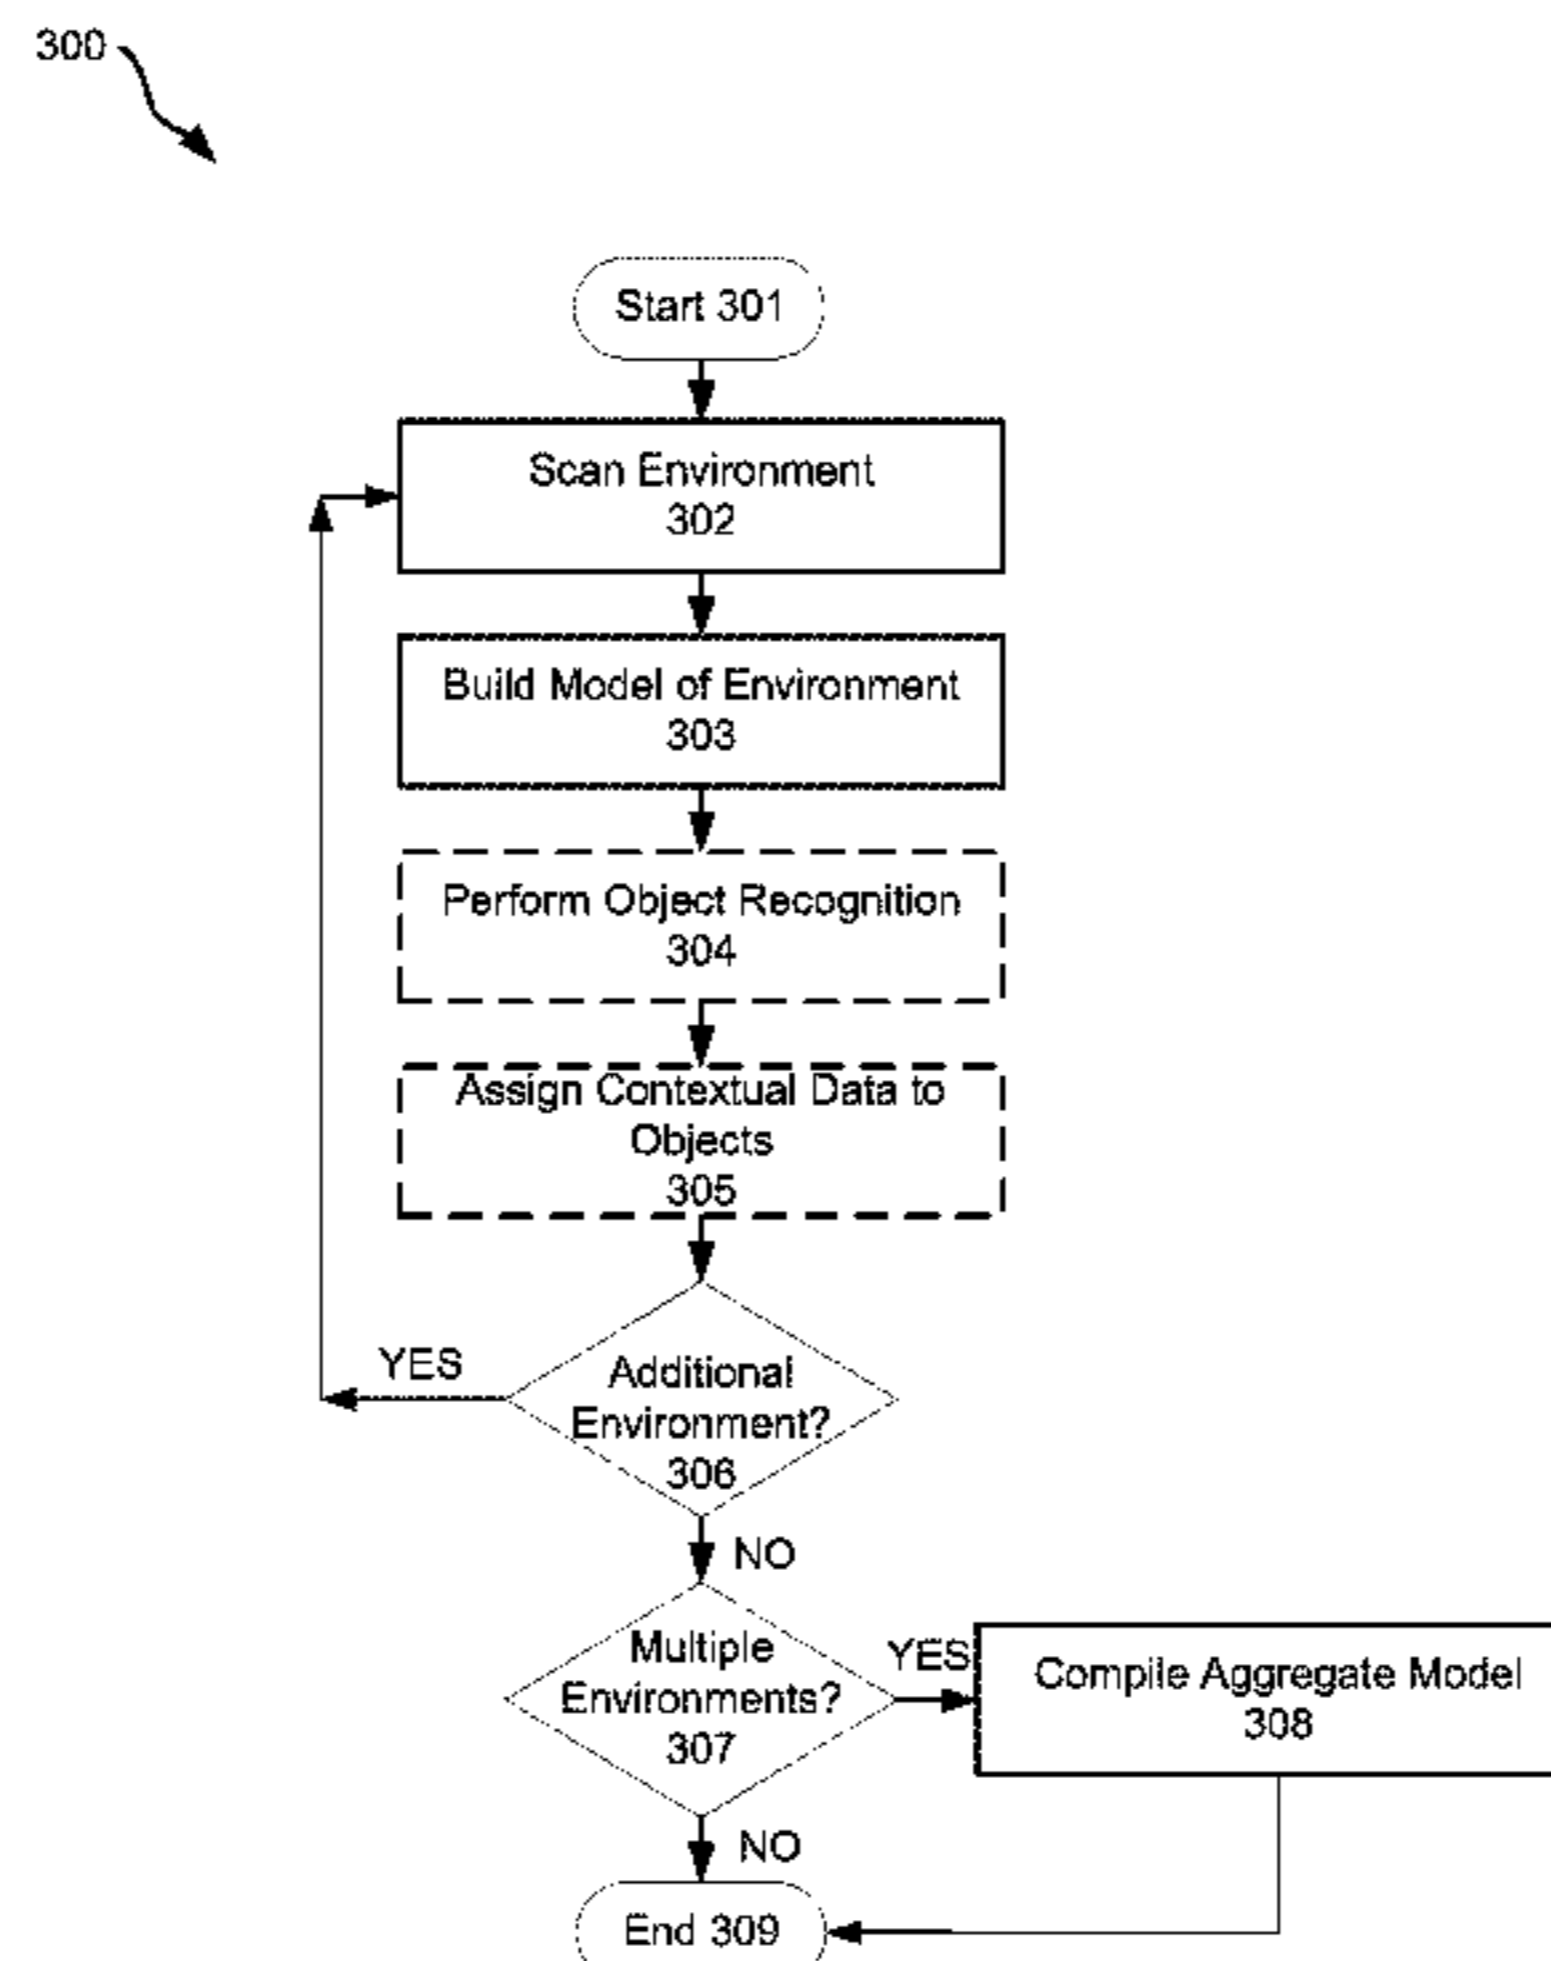 300
Start 301
Scan Environment
302
Build Model of Environment
303
Perform Object Recognition
304
Assign Contextual Data to
Objects
305
YES
Additional
Environment?
306
NO
Multiple
Environments?
307
YES
Compile Aggregate Model
308
NO
End 309